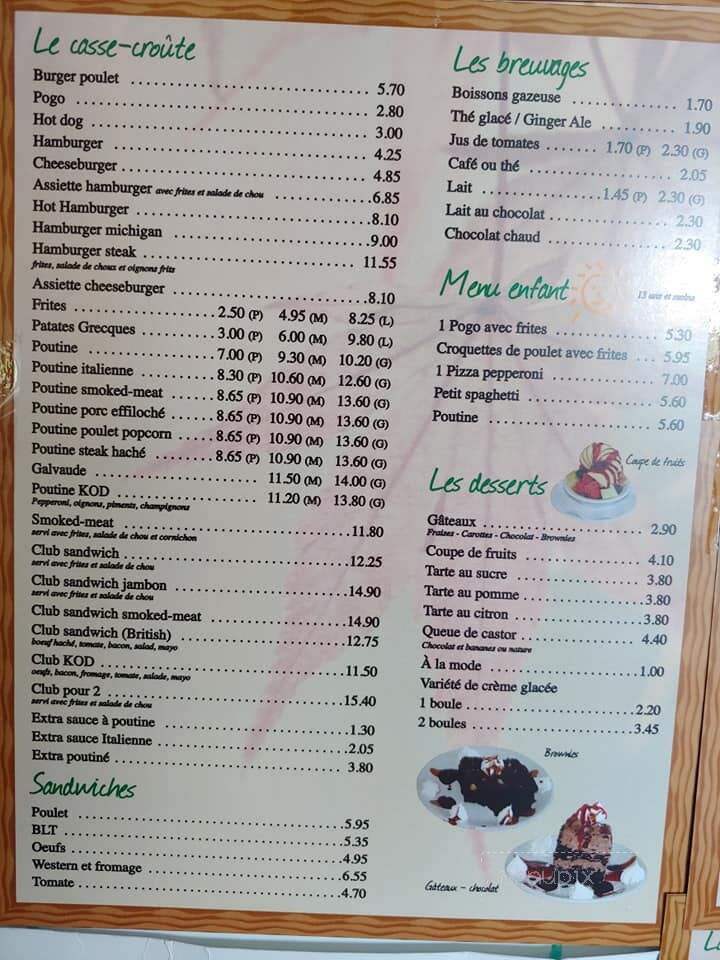 Le casse-croûte
Burger poulet ........ 5.70
Pogo ........ 2.80
Hot dog ........ 3.00
Hamburger ........ 4.25
Cheeseburger ........ 4.85
Assiette hamburger avec frites et salade de chou ........ 6.85
Hot Hamburger ........ 8.10
Hamburger michigan ........ 9.00
Hamburger steak ........ 11.55
frites, salade de choux et oignons frits
Assiette cheeseburger ........ 8.10
Frites ........ 2.50 (P) 4.95 (M) 8.25 (L)
Patates Grecques ........ 3.00 (P) 6.00 (M) 9.80 (L)
Poutine ........ 7.00 (P) 9.30 (M) 10.20 (G)
Poutine italienne ........ 8.30 (P) 10.60 (M) 12.60 (G)
Poutine smoked-meat ........ 8.65 (P) 10.90 (M) 13.60 (G)
Poutine porc effiloché ........ 8.65 (P) 10.90 (M) 13.60 (G)
Poutine poulet popcorn ........ 8.65 (P) 10.90 (M) 13.60 (G)
Poutine steak haché ........ 8.65 (P) 10.90 (M) 13.60 (G)
Galvaude ........ 11.50 (M) 14.00 (G)
Poutine KOD ........ 11.20 (M) 13.80 (G)
Pepperoni, oignons, piments, champignons
Smoked-meat ........ 11.80
servi avec frites, salade de choux et cornichon
Club sandwich ........ 12.25
servi avec frites et salade de chou
Club sandwich jambon ........ 14.90
servi avec frites et salade de chou
Club sandwich smoked-meat ........ 14.90
Club sandwich (British) ........ 12.75
boeuf haché, tomate, bacon, salad, mayo
Club KOD ........ 11.50
oeufs, bacon, fromage, tomate, salade, mayo
Club pour 2 ........ 15.40
servi avec frites et salade de chou
Extra sauce à poutine ........ 1.30
Extra sauce Italienne ........ 2.05
Extra poutiné ........ 3.80
Sandwiches
Poulet ........ 5.95
BLT ........ 5.35
Oeufs ........ 4.95
Western et fromage ........ 6.55
Tomate ........ 4.70
Les breuvages
Boissons gazeuse ........ 1.70
Thé glacé / Ginger Ale ........ 1.90
Jus de tomates ........ 1.70 (P) 2.30 (G)
Café ou thé ........ 2.05
Lait ........ 1.45 (P) 2.30 (G)
Lait au chocolat ........ 2.30
Chocolat chaud ........ 2.30
Menu enfant 13 ans et moins
1 Pogo avec frites ........ 5.30
Croquettes de poulet avec frites ... 5.95
1 Pizza pepperoni ........ 7.00
Petit spaghetti ........ 5.60
Poutine ........ 5.60
Coupe de fruits
Les desserts
Gâteaux ........ 2.90
Fraises - Carottes - Chocolat - Brownies
Coupe de fruits ........ 4.10
Tarte au sucre ........ 3.80
Tarte au pomme ........ 3.80
Tarte au citron ........ 3.80
Queue de castor ........ 4.40
Chocolat et bananes ou nature
À la mode ........ 1.00
Variété de crème glacée
1 boule ........ 2.20
2 boules ........ 3.45
Brownies
Gâteaux - chocolat